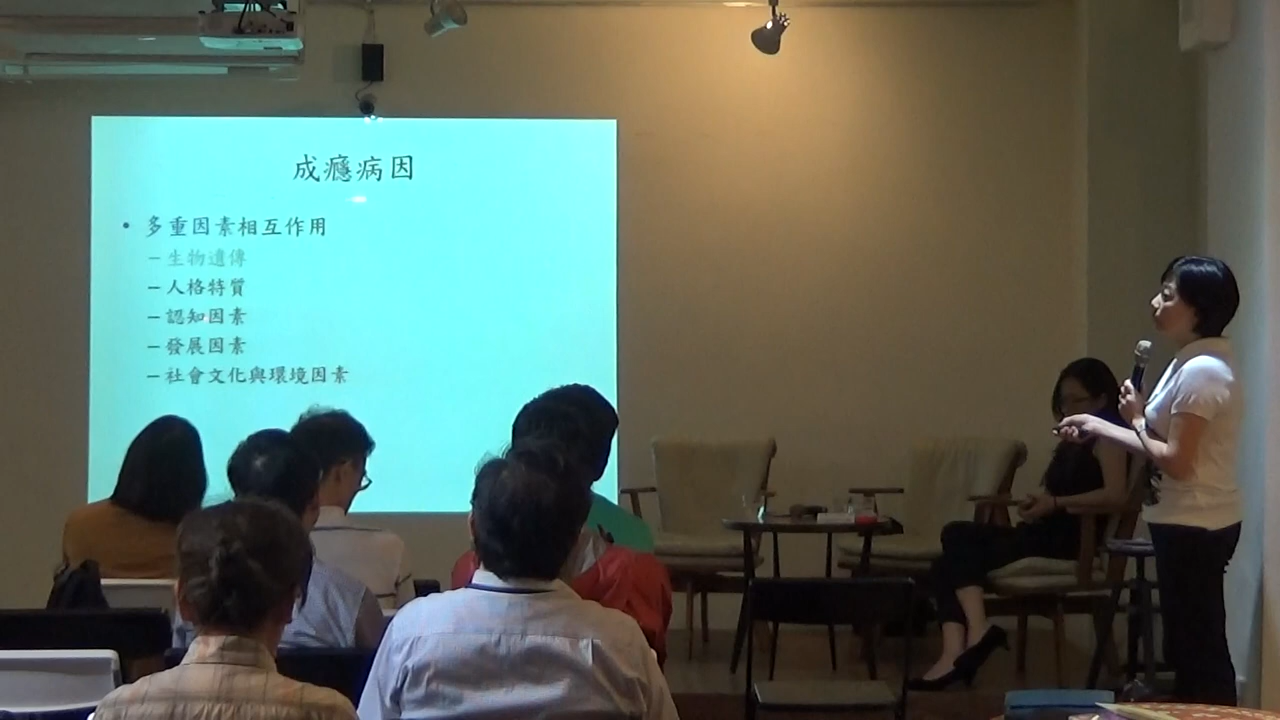 成癮病因
• 多重因素相互作用
– 生物遺傳
– 人格特質
– 認知因素
– 發展因素
– 社會文化與環境因素